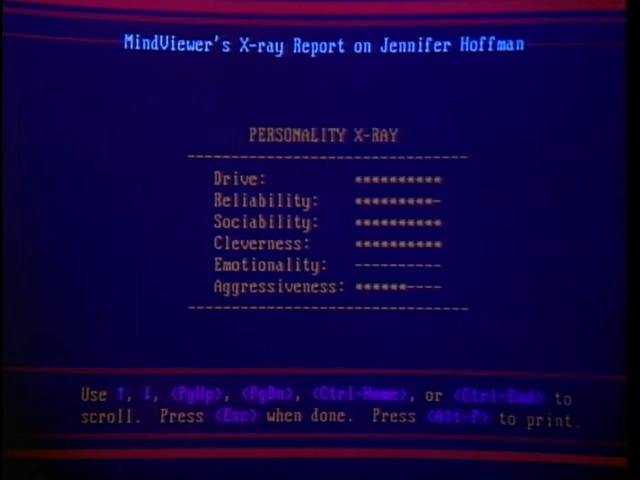 MindViewer's X-ray Report on Jennifer Hoffman
PERSONALITY X-RAY
----------------------------
Drive: **********
Reliability: *********-
Sociability: **********
Cleverness: **********
Emotionality: ----------
Aggressiveness: ******----
----------------------------
Use ↑, ↓, <PgUp>, <PgDn>, <Ctrl-Home>, or <Ctrl-End> to
scroll. Press <Esc> when done. Press <Alt-P> to print.